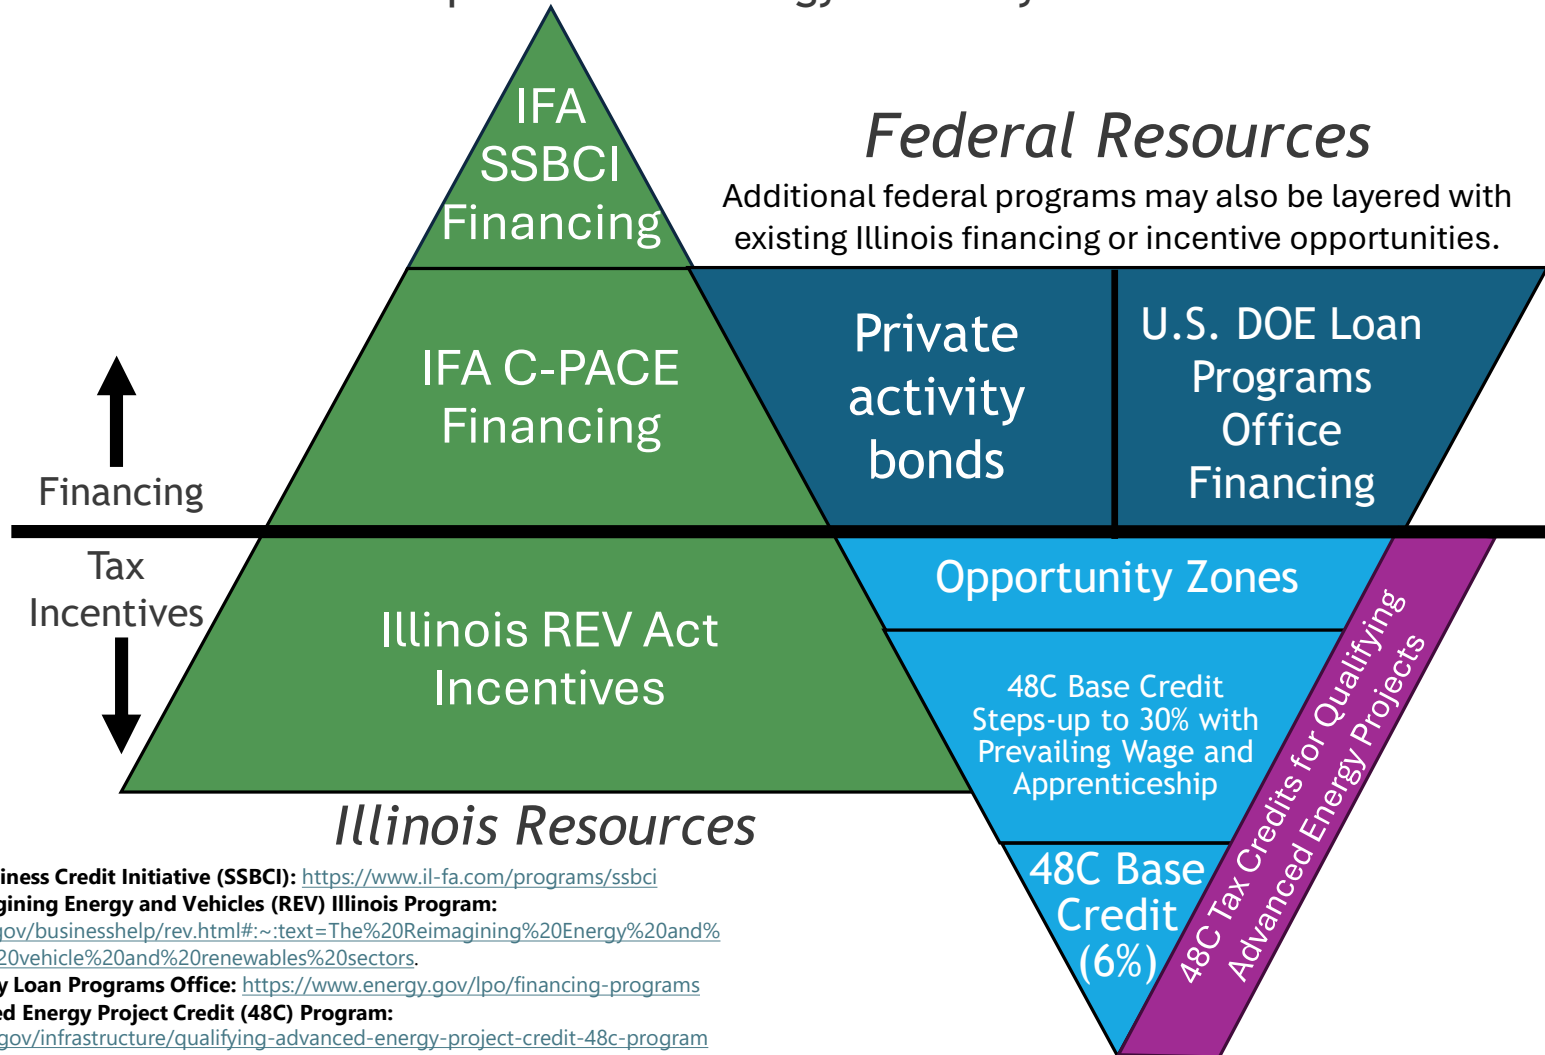 IFA
SSBCI
Financing
Federal Resources
Additional federal programs may also be layered with
existing Illinois financing or incentive opportunities.
IFA C-PACE
Financing
Private
activity
bonds
U.S. DOE Loan
Programs
Office
Financing
Financing
Tax
Incentives
Illinois REV Act
Incentives
Opportunity Zones
48C Base Credit
Steps-up to 30% with
Prevailing Wage and
Apprenticeship
48C Base
Credit
(6%)
48C Tax Credits for Qualifying
Advanced Energy Projects
Illinois Resources
iness Credit Initiative (SSBCI): https://www.il-fa.com/programs/ssbci
gining Energy and Vehicles (REV) Illinois Program:
gov/businesshelp/rev.html#:~:text=The%20Reimagining%20Energy%20and%
20vehicle%20and%20renewables%20sectors.
y Loan Programs Office: https://www.energy.gov/lpo/financing-programs
ed Energy Project Credit (48C) Program:
gov/infrastructure/qualifying-advanced-energy-project-credit-48c-program